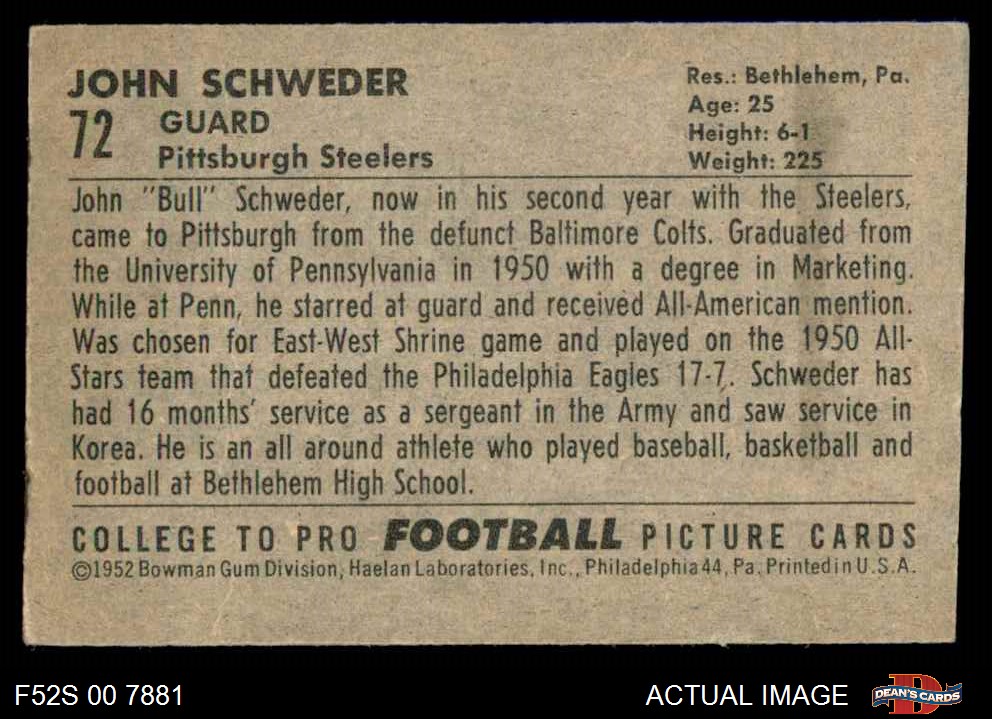 JOHN SCHWEDER
72 GUARD
Pittsburgh Steelers
Res.: Bethlehem, Pa.
Age: 25
Height: 6-1
Weight: 225
John "Bull" Schweder, now in his second year with the Steelers,
came to Pittsburgh from the defunct Baltimore Colts. Graduated from
the University of Pennsylvania in 1950 with a degree in Marketing.
While at Penn, he starred at guard and received All-American mention.
Was chosen for East-West Shrine game and played on the 1950 All-
Stars team that defeated the Philadelphia Eagles 17-7. Schweder has
had 16 months' service as a sergeant in the Army and saw service in
Korea. He is an all around athlete who played baseball, basketball and
football at Bethlehem High School.
COLLEGE TO PRO FOOTBALL PICTURE CARDS
©1952 Bowman Gum Division, Haelan Laboratories, Inc., Philadelphia 44, Pa. Printed in U.S.A.
F52S 00 7881
ACTUAL IMAGE
DEAN'S CARDS